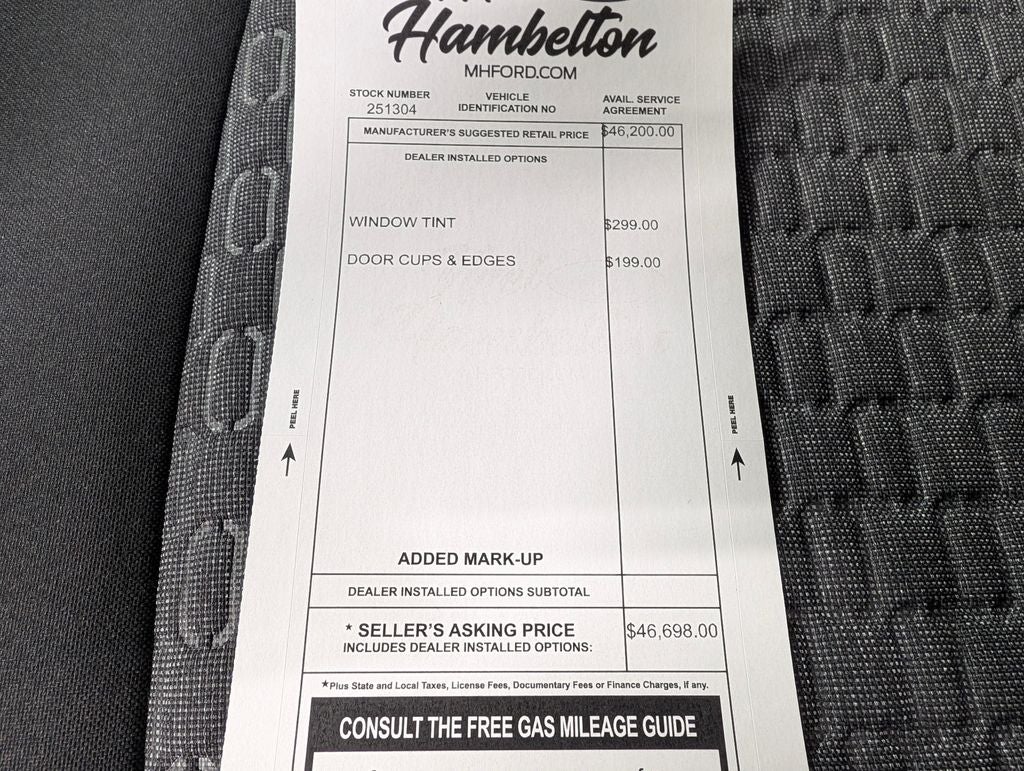 Hambelton
MHFORD.COM
STOCK NUMBER
251304
VEHICLE
IDENTIFICATION NO
AVAIL. SERVICE
AGREEMENT
MANUFACTURER'S SUGGESTED RETAIL PRICE $46,200.00
DEALER INSTALLED OPTIONS
WINDOW TINT $299.00
DOOR CUPS & EDGES $199.00
PEEL HERE
PEEL HERE
ADDED MARK-UP
DEALER INSTALLED OPTIONS SUBTOTAL
* SELLER'S ASKING PRICE $46,698.00
INCLUDES DEALER INSTALLED OPTIONS:
*Plus State and Local Taxes, License Fees, Documentary Fees or Finance Charges, if any.
CONSULT THE FREE GAS MILEAGE GUIDE